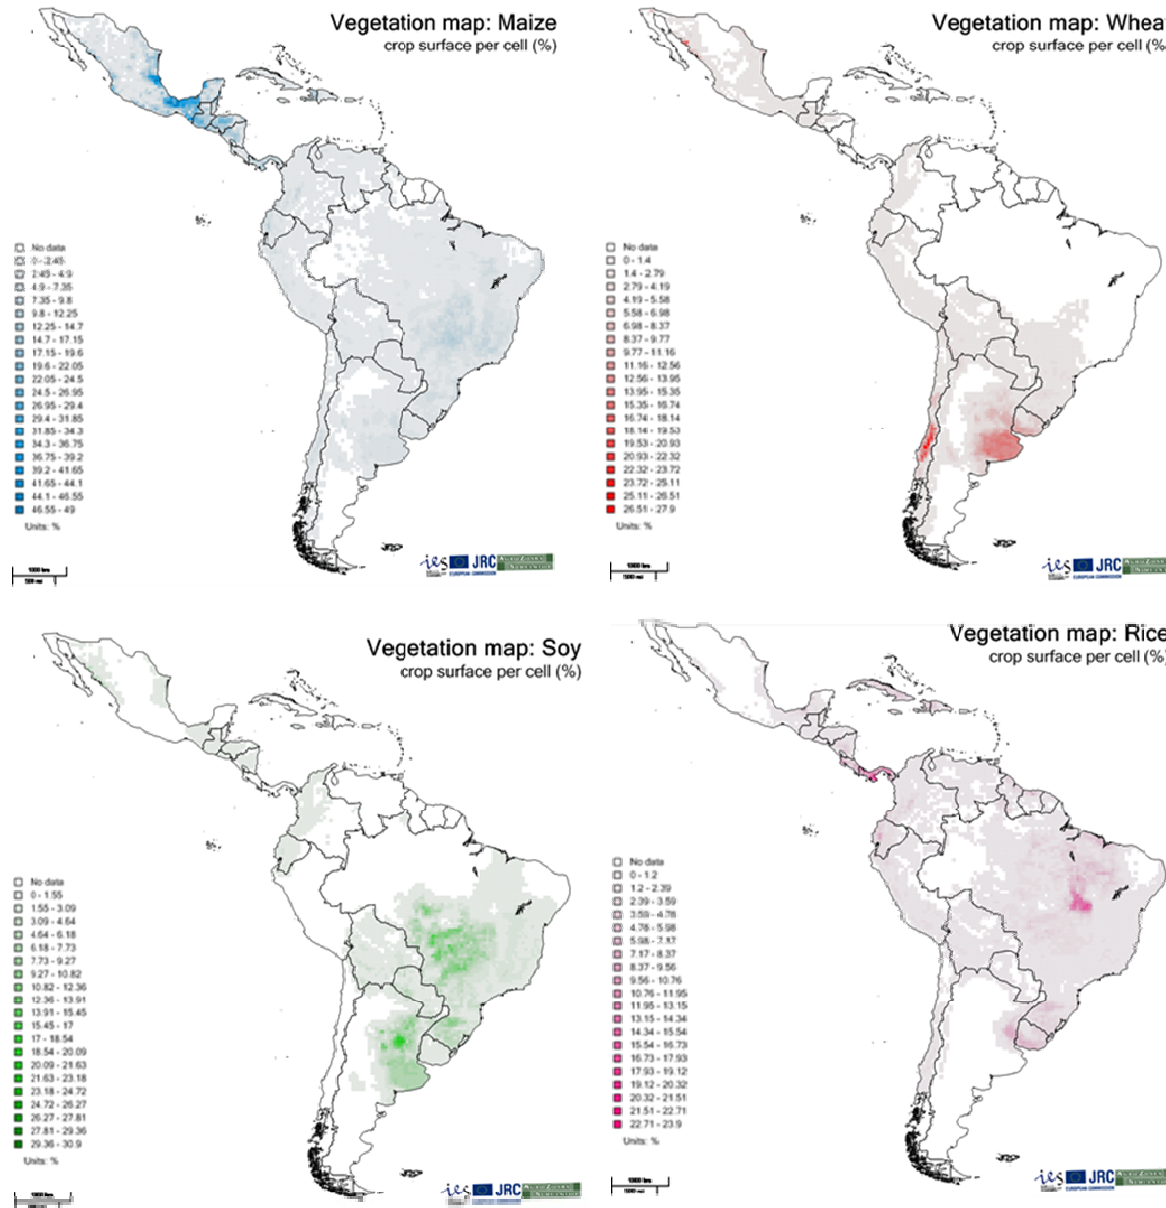 Vegetation map: Maize
crop surface per cell (%)
No data
0 - 2.45
2.45 - 4.9
4.9 - 7.35
7.35 - 9.8
9.8 - 12.25
12.25 - 14.7
14.7 - 17.15
17.15 - 19.6
19.6 - 22.05
22.05 - 24.5
24.5 - 26.95
26.95 - 29.4
29.4 - 31.85
31.85 - 34.3
34.3 - 36.75
36.75 - 39.2
39.2 - 41.65
41.65 - 44.1
44.1 - 46.55
46.55 - 49
Units: %
ies JRC
EUROPEAN COMMISSION
Vegetation map: Whea
crop surface per cell (%
No data
0 - 1.4
1.4 - 2.79
2.79 - 4.19
4.19 - 5.58
5.58 - 6.98
6.98 - 8.37
8.37 - 9.77
9.77 - 11.16
11.16 - 12.56
12.56 - 13.95
13.95 - 15.35
15.35 - 16.74
16.74 - 18.14
18.14 - 19.53
19.53 - 20.93
20.93 - 22.32
22.32 - 23.72
23.72 - 25.11
25.11 - 26.51
26.51 - 27.9
Units: %
ies JRC
EUROPEAN COMMISSION
Vegetation map: Soy
crop surface per cell (%)
No data
0 - 1.55
1.55 - 3.09
3.09 - 4.64
4.64 - 6.18
6.18 - 7.73
7.73 - 9.27
9.27 - 10.82
10.82 - 12.36
12.36 - 13.91
13.91 - 15.45
15.45 - 17
17 - 18.54
18.54 - 20.09
20.09 - 21.63
21.63 - 23.18
23.18 - 24.72
24.72 - 26.27
26.27 - 27.81
27.81 - 29.36
29.36 - 30.9
Units: %
ies JRC
EUROPEAN COMMISSION
Vegetation map: Rice
crop surface per cell (%)
No data
0 - 1.2
1.2 - 2.39
2.39 - 3.59
3.59 - 4.78
4.78 - 5.98
5.98 - 7.17
7.17 - 8.37
8.37 - 9.56
9.56 - 10.76
10.76 - 11.95
11.95 - 13.15
13.15 - 14.34
14.34 - 15.54
15.54 - 16.73
16.73 - 17.93
17.93 - 19.12
19.12 - 20.32
20.32 - 21.51
21.51 - 22.71
22.71 - 23.9
Units: %
ies JRC
EUROPEAN COMMISSION